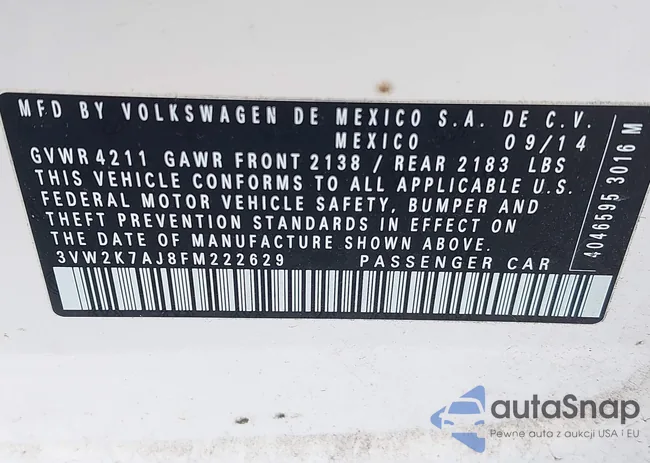 MFD BY VOLKSWAGEN DE MEXICO S.A. DE C.V.
MEXICO 09/14
GVWR 4211 GAWR FRONT 2138 / REAR 2183 LBS
THIS VEHICLE CONFORMS TO ALL APPLICABLE U.S.
FEDERAL MOTOR VEHICLE SAFETY, BUMPER AND
THEFT PREVENTION STANDARDS IN EFFECT ON
THE DATE OF MANUFACTURE SHOWN ABOVE.
3VW2K7AJ8FM222629 PASSENGER CAR
4046595 3016 M
autaSnap
Pewne auta z aukcji USA i EU